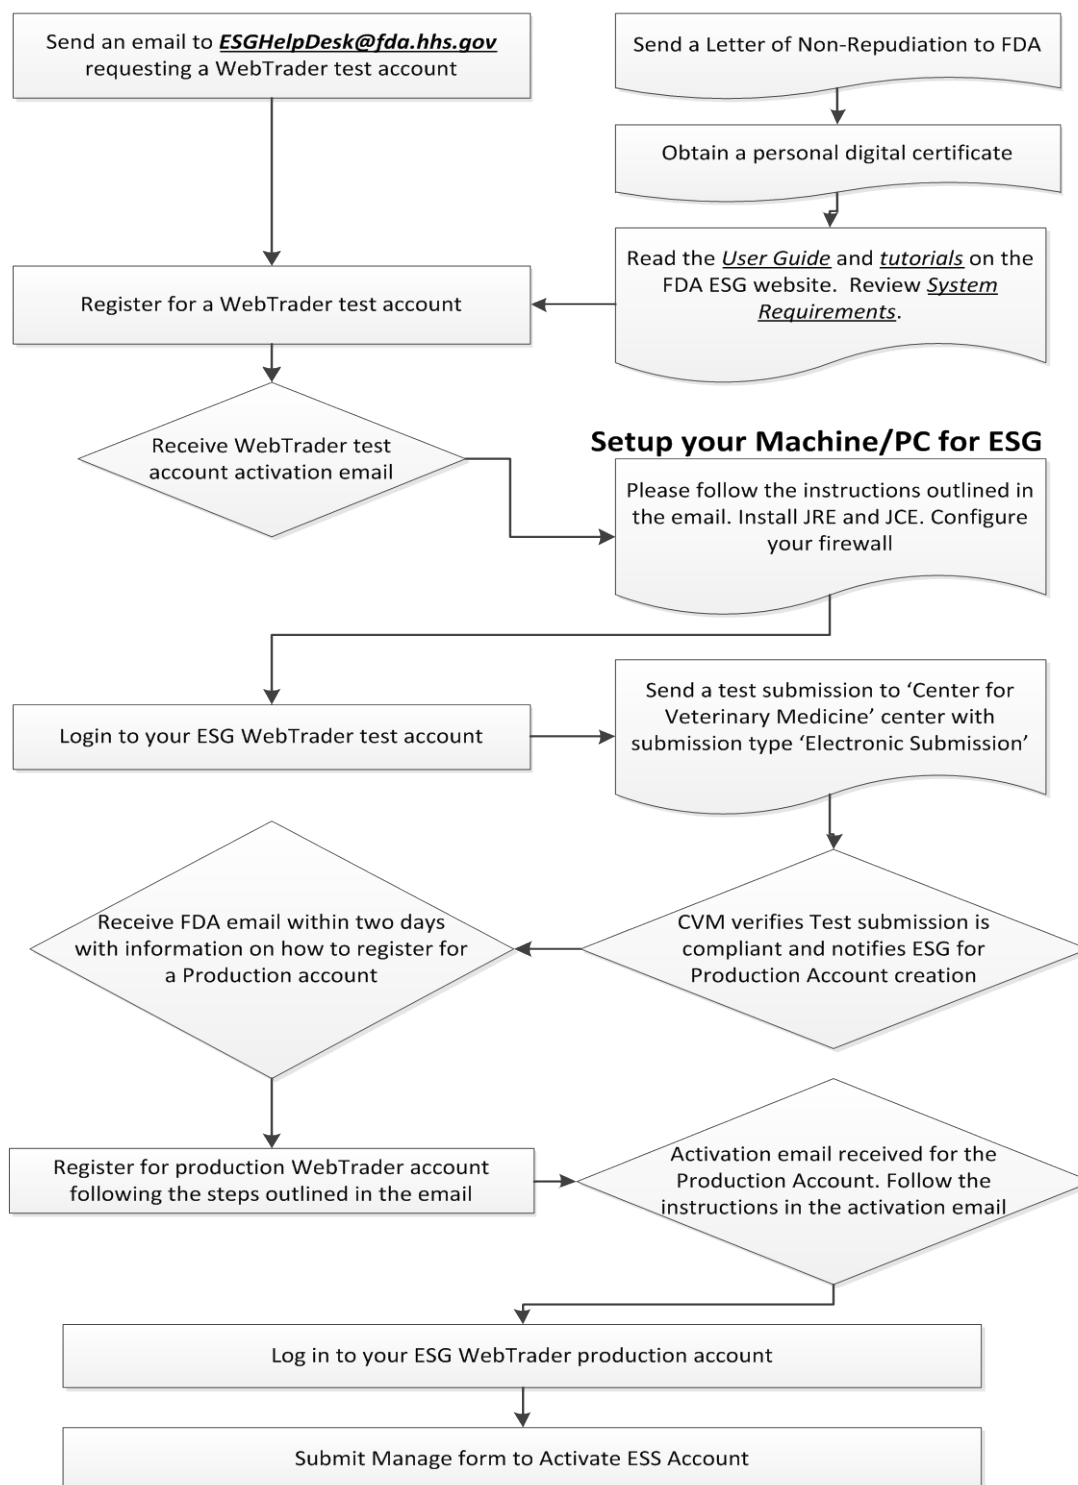 Send an email to ESGHelpDesk@fda.hhs.gov
requesting a WebTrader test account
Send a Letter of Non-Repudiation to FDA
Obtain a personal digital certificate
Read the User Guide and tutorials on the
FDA ESG website.  Review System
Requirements.
Register for a WebTrader test account
Receive WebTrader test
account activation email
Setup your Machine/PC for ESG
Please follow the instructions outlined in
the email. Install JRE and JCE. Configure
your firewall
Login to your ESG WebTrader test account
Send a test submission to ‘Center for
Veterinary Medicine’ center with
submission type ‘Electronic Submission’
CVM verifies Test submission is
compliant and notifies ESG for
Production Account creation
Receive FDA email within two days
with information on how to register for
a Production account
Register for production WebTrader account
following the steps outlined in the email
Activation email received for the
Production Account. Follow the
instructions in the activation email
Log in to your ESG WebTrader production account
Submit Manage form to Activate ESS Account